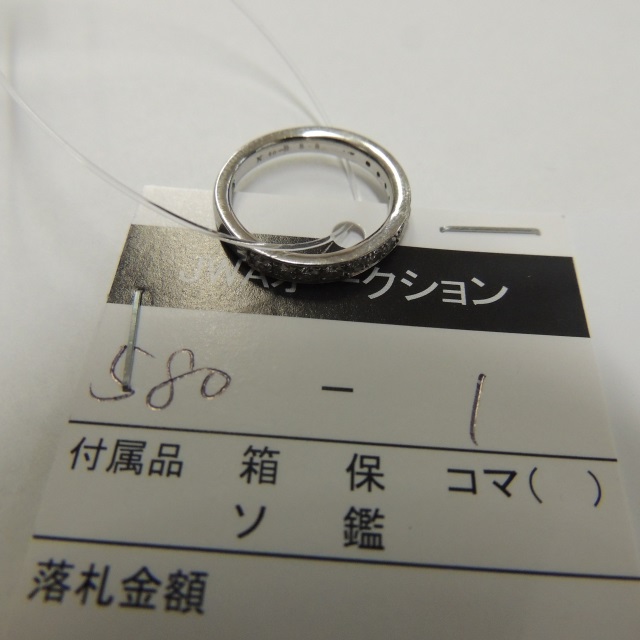 クション
580 - 1
付属品 箱 保 コマ( )
ソ 鑑
落札金額